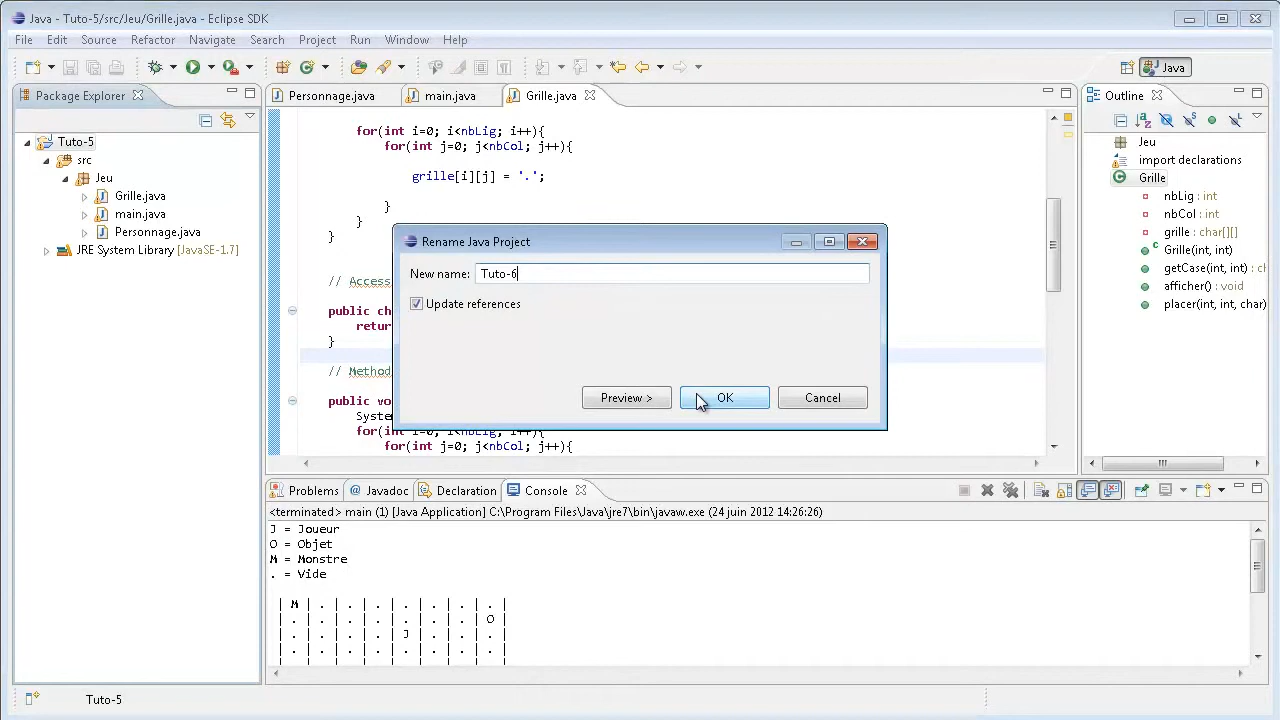 Java - Tuto-5/src/Jeu/Grille.java - Eclipse SDK
File Edit Source Refactor Navigate Search Project Run Window Help
Java
Package Explorer
Tuto-5
src
Jeu
Grille.java
main.java
Personnage.java
JRE System Library [JavaSE-1.7]
Personnage.java main.java Grille.java
for(int i=0; i<nbLig; i++){
for(int j=0; j<nbCol; j++){
grille[i][j] = '.';
}
}
}
// Access
public ch
retur
}
// Method
public vo
Syste
for(int i=0; i<nbLig; i++){
for(int j=0; j<nbCol; j++){
Rename Java Project
New name: Tuto-6
Update references
Preview > OK Cancel
Outline
Jeu
import declarations
Grille
nbLig : int
nbCol : int
grille : char[][]
Grille(int, int)
getCase(int, int) : ch
afficher() : void
placer(int, int, char)
Problems @ Javadoc Declaration Console
<terminated> main (1) [Java Application] C:\Program Files\Java\jre7\bin\javaw.exe (24 juin 2012 14:26:26)
J = Joueur
O = Objet
M = Monstre
. = Vide
| M | . | . | . | . | . | . | . |
| . | . | . | . | . | . | . | O |
| . | . | . | . | J | . | . | . |
| . | . | . | . | . | . | . | . |
Tuto-5